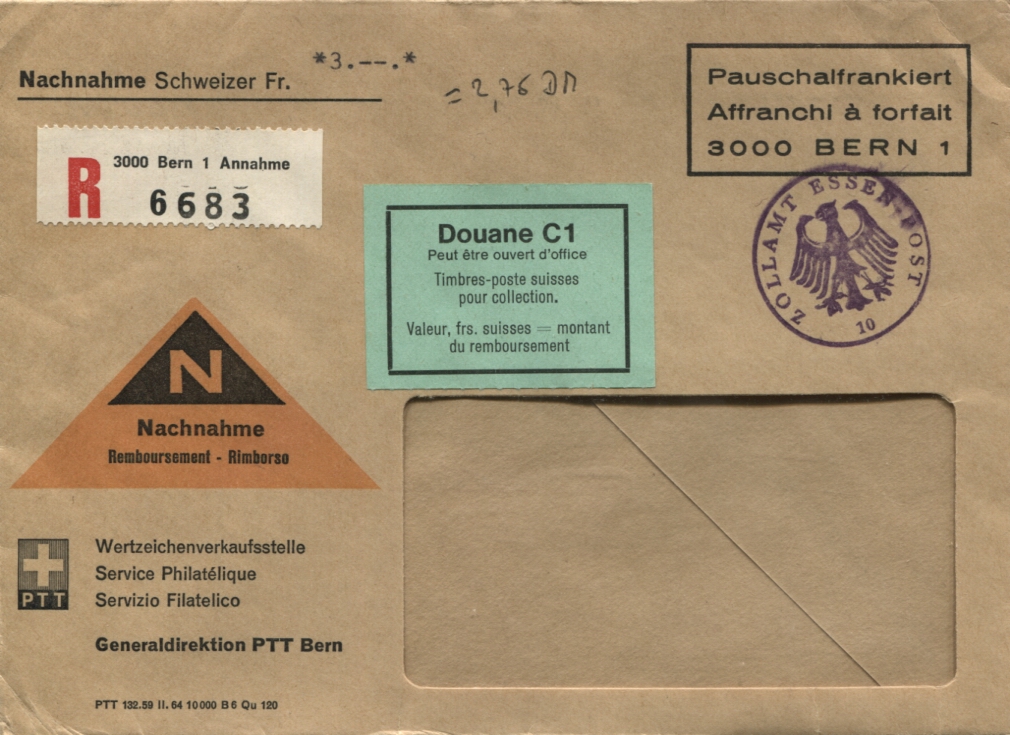 Nachnahme Schweizer Fr. *3.--.*
= 2,76 DM
Pauschalfrankiert
Affranchi à forfait
3000 BERN 1
R 3000 Bern 1 Annahme
6683
ZOLLAMT ESSEN-POST
10
Douane C1
Peut être ouvert d'office
Timbres-poste suisses
pour collection.
Valeur, frs. suisses = montant
du remboursement
N
Nachnahme
Remboursement - Rimborso
PTT
Wertzeichenverkaufsstelle
Service Philatélique
Servizio Filatelico
Generaldirektion PTT Bern
PTT 132.59 II. 64 10 000 B 6 Qu 120